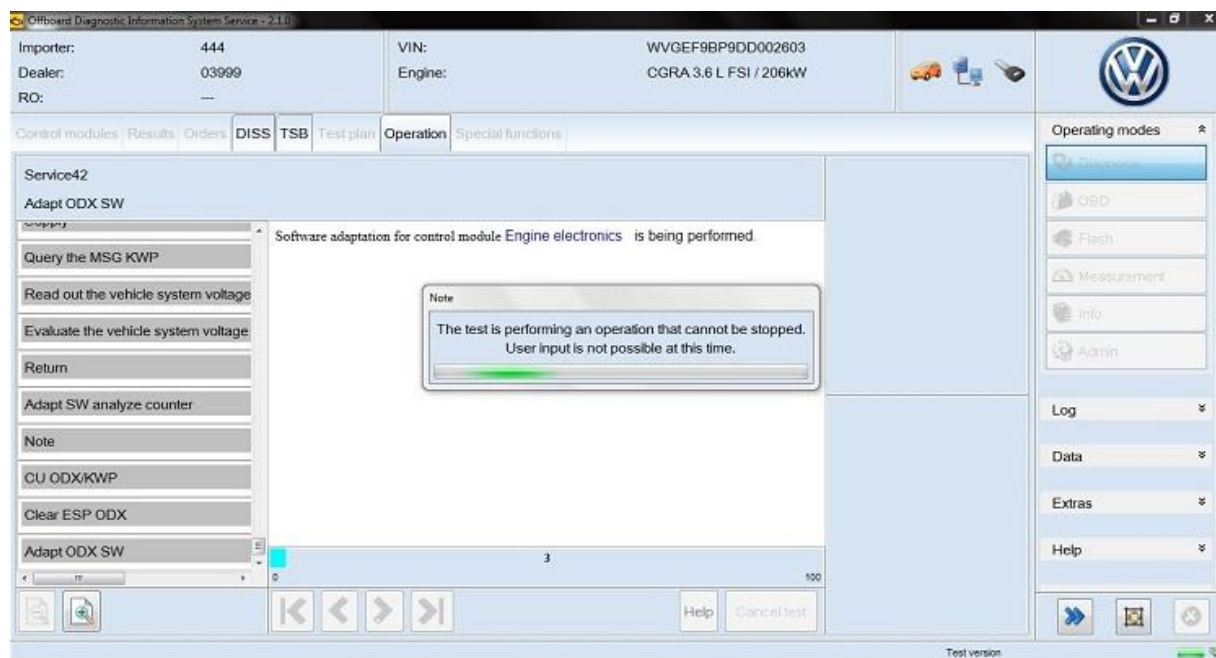 Offboard Diagnostic Information System Service - 2.1.0
Importer: 444 VIN: WVGEF9BP9DD002603
Dealer: 03999 Engine: CGRA 3.6 L FSI / 206kW
RO: ---
Control modules Results Orders DISS TSB Test plan Operation Special functions
Service42
Adapt ODX SW
Supply
Query the MSG KWP
Read out the vehicle system voltage
Evaluate the vehicle system voltage
Return
Adapt SW analyze counter
Note
CU ODX/KWP
Clear ESP ODX
Adapt ODX SW
Software adaptation for control module Engine electronics is being performed.
Note
The test is performing an operation that cannot be stopped.
User input is not possible at this time.
3
0 100
Help Cancel test
Operating modes
Diagnosis
OBD
Flash
Measurement
Info
Admin
Log
Data
Extras
Help
Test version